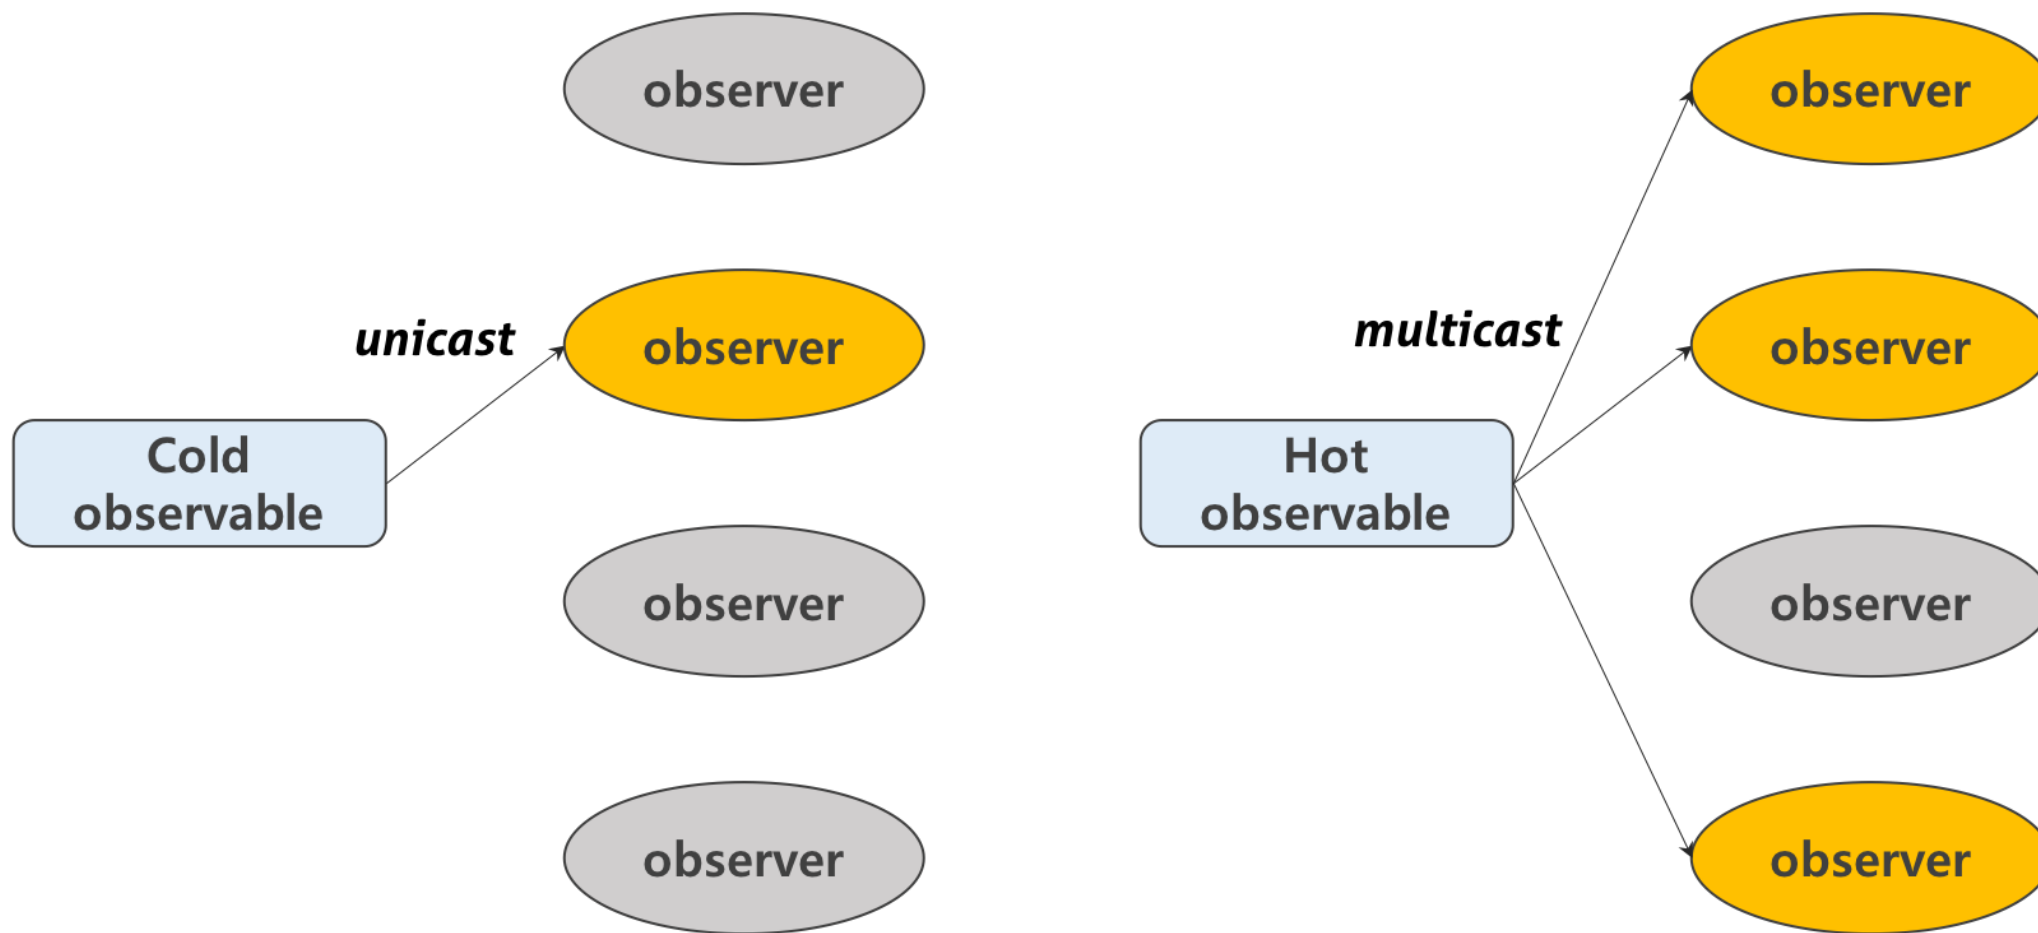 observer
unicast
observer
Cold
observable
observer
observer
observer
multicast
observer
Hot
observable
observer
observer